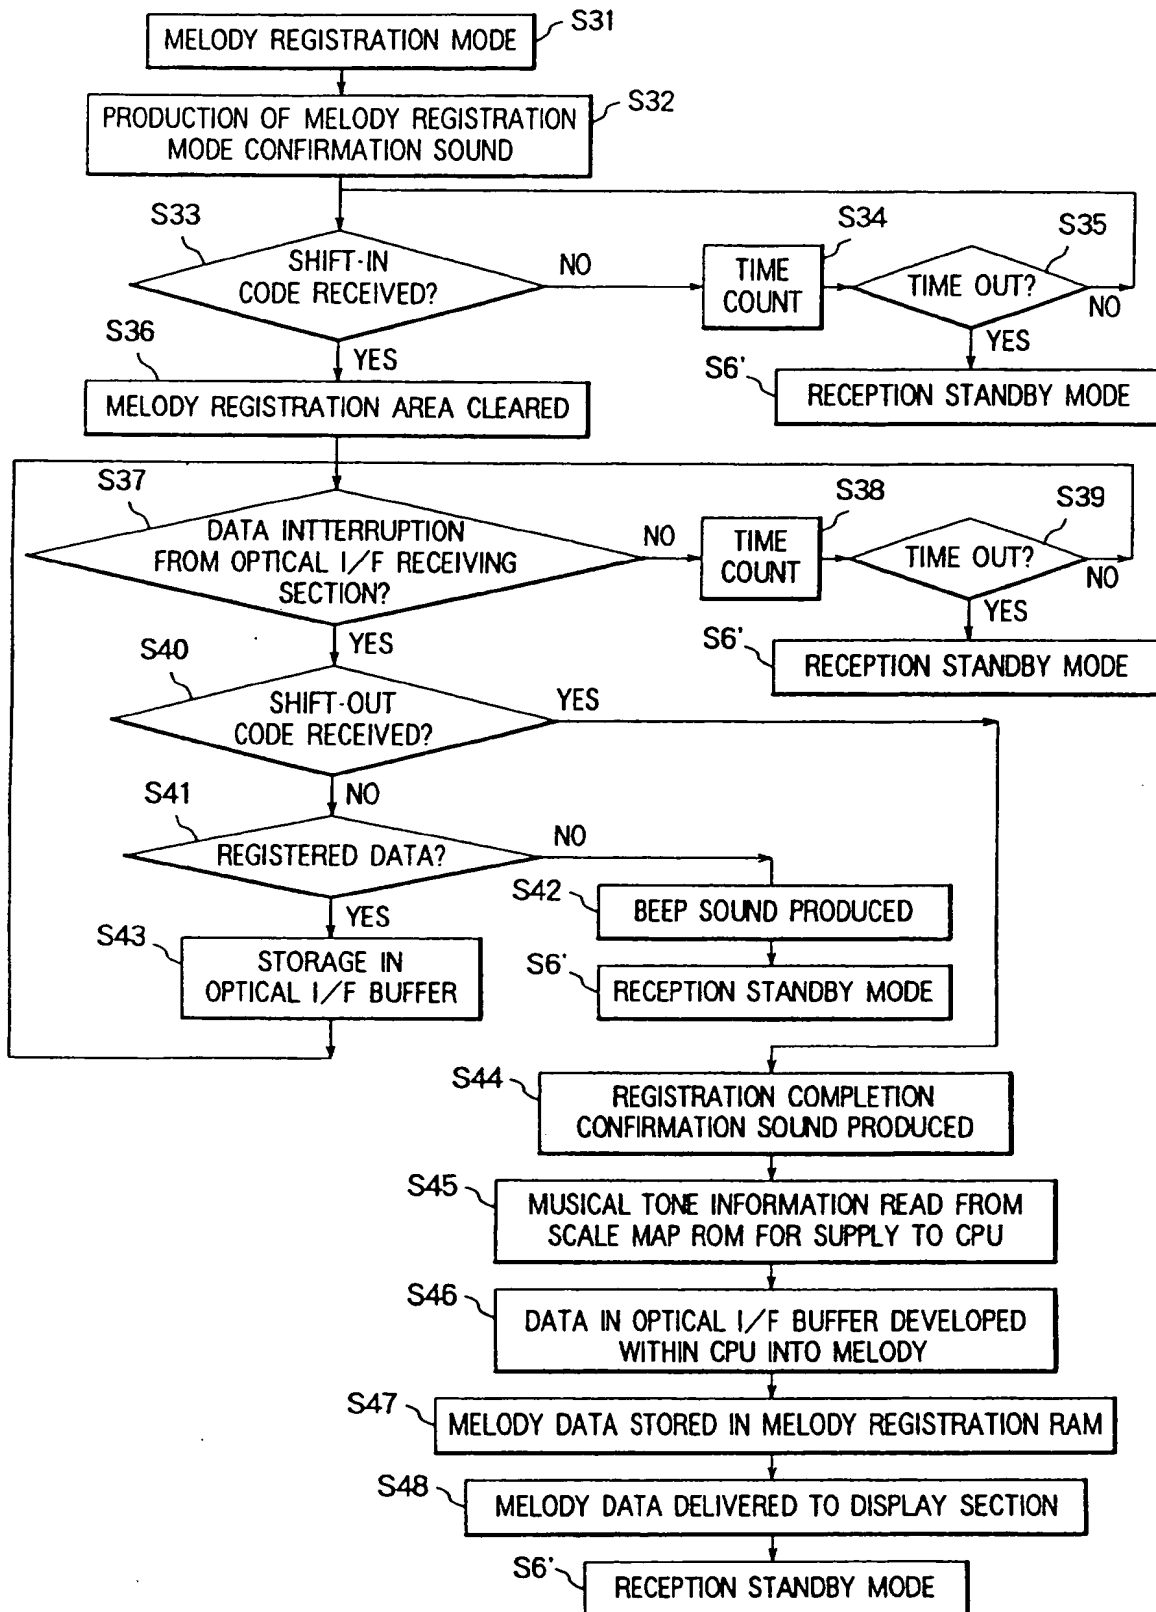 MELODY REGISTRATION MODE
S31
PRODUCTION OF MELODY REGISTRATION
MODE CONFIRMATION SOUND
S32
S33
SHIFT-IN
CODE RECEIVED?
NO
S34
TIME
COUNT
S35
TIME OUT?
NO
YES
S6'
RECEPTION STANDBY MODE
YES
S36
MELODY REGISTRATION AREA CLEARED
S37
DATA INTTERRUPTION
FROM OPTICAL I/F RECEIVING
SECTION?
NO
S38
TIME
COUNT
S39
TIME OUT?
NO
YES
S6'
RECEPTION STANDBY MODE
YES
S40
SHIFT-OUT
CODE RECEIVED?
YES
NO
S41
REGISTERED DATA?
NO
S42
BEEP SOUND PRODUCED
S6'
RECEPTION STANDBY MODE
YES
S43
STORAGE IN
OPTICAL I/F BUFFER
S44
REGISTRATION COMPLETION
CONFIRMATION SOUND PRODUCED
S45
MUSICAL TONE INFORMATION READ FROM
SCALE MAP ROM FOR SUPPLY TO CPU
S46
DATA IN OPTICAL I/F BUFFER DEVELOPED
WITHIN CPU INTO MELODY
S47
MELODY DATA STORED IN MELODY REGISTRATION RAM
S48
MELODY DATA DELIVERED TO DISPLAY SECTION
S6'
RECEPTION STANDBY MODE